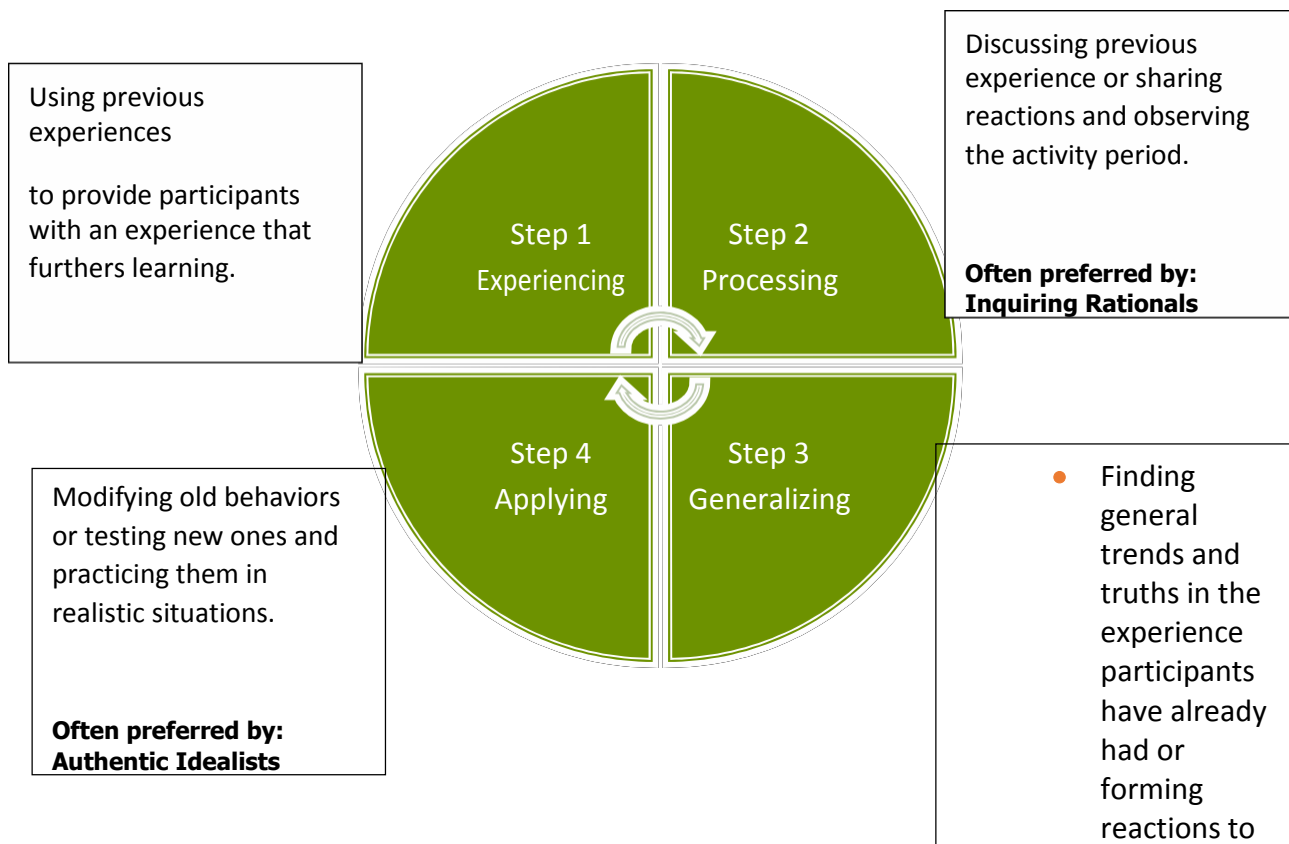 Using previous
experiences
to provide participants
with an experience that
furthers learning.
Step 1
Experiencing
Step 2
Processing
Discussing previous
experience or sharing
reactions and observing
the activity period.
Often preferred by:
Inquiring Rationals
Step 4
Applying
Step 3
Generalizing
Modifying old behaviors
or testing new ones and
practicing them in
realistic situations.
Often preferred by:
Authentic Idealists
• Finding
general
trends and
truths in the
experience
participants
have already
had or
forming
reactions to